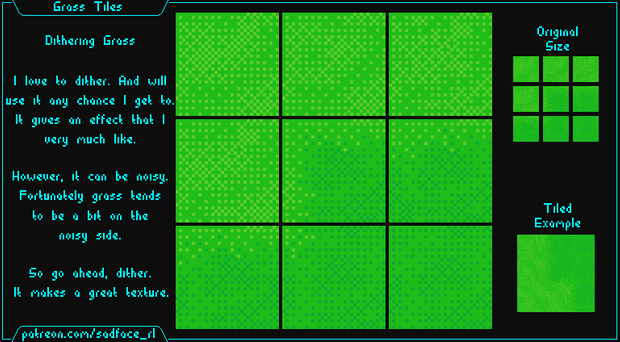 Grass Tiles
Dithering Grass
I love to dither. And will
use it any chance I get to.
It gives an effect that I
very much like.
However, it can be noisy.
Fortunately grass tends
to be a bit on the
noisy side.
So go ahead, dither.
It makes a great texture.
patreon.com/sadface_rl
Original
Size
Tiled
Example